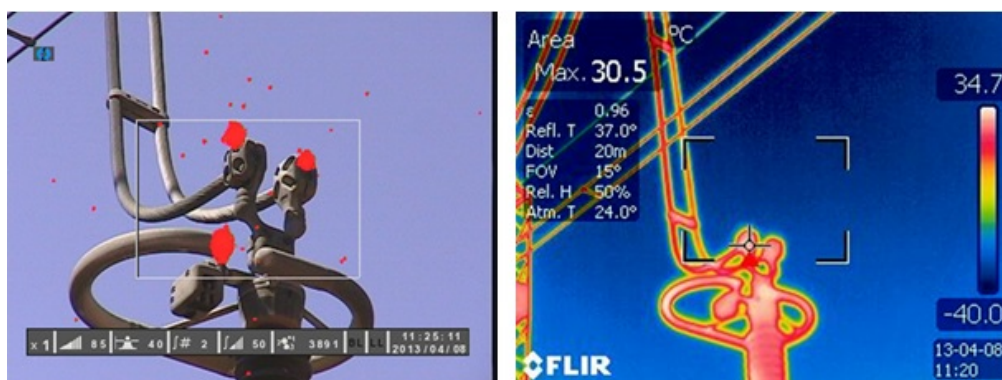 x1 85 40 ∫# 2 ∫ 50 3891 BL LL 11:25:11
2013/04/08
Area °C
Max. 30.5
ε 0.96
Refl. T 37.0°
Dist 20m
FOV 15°
Rel. H 50%
Atm. T 24.0°
34.7
-40.0
13-04-08
11:20
FLIR